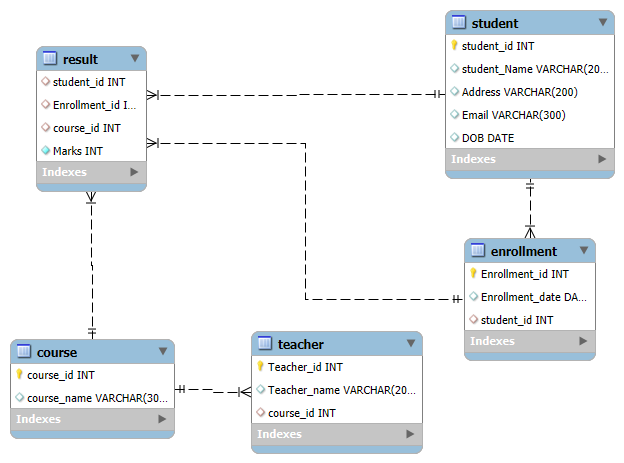 student
student_id INT
student_Name VARCHAR(20...
Address VARCHAR(200)
Email VARCHAR(300)
DOB DATE
result
student_id INT
Enrollment_id I...
course_id INT
Marks INT
Indexes
Indexes
enrollment
Enrollment_id INT
Enrollment_date DA...
student_id INT
Indexes
course
course_id INT
course_name VARCHAR(30...
Indexes
teacher
Teacher_id INT
Teacher_name VARCHAR(20...
course_id INT
Indexes